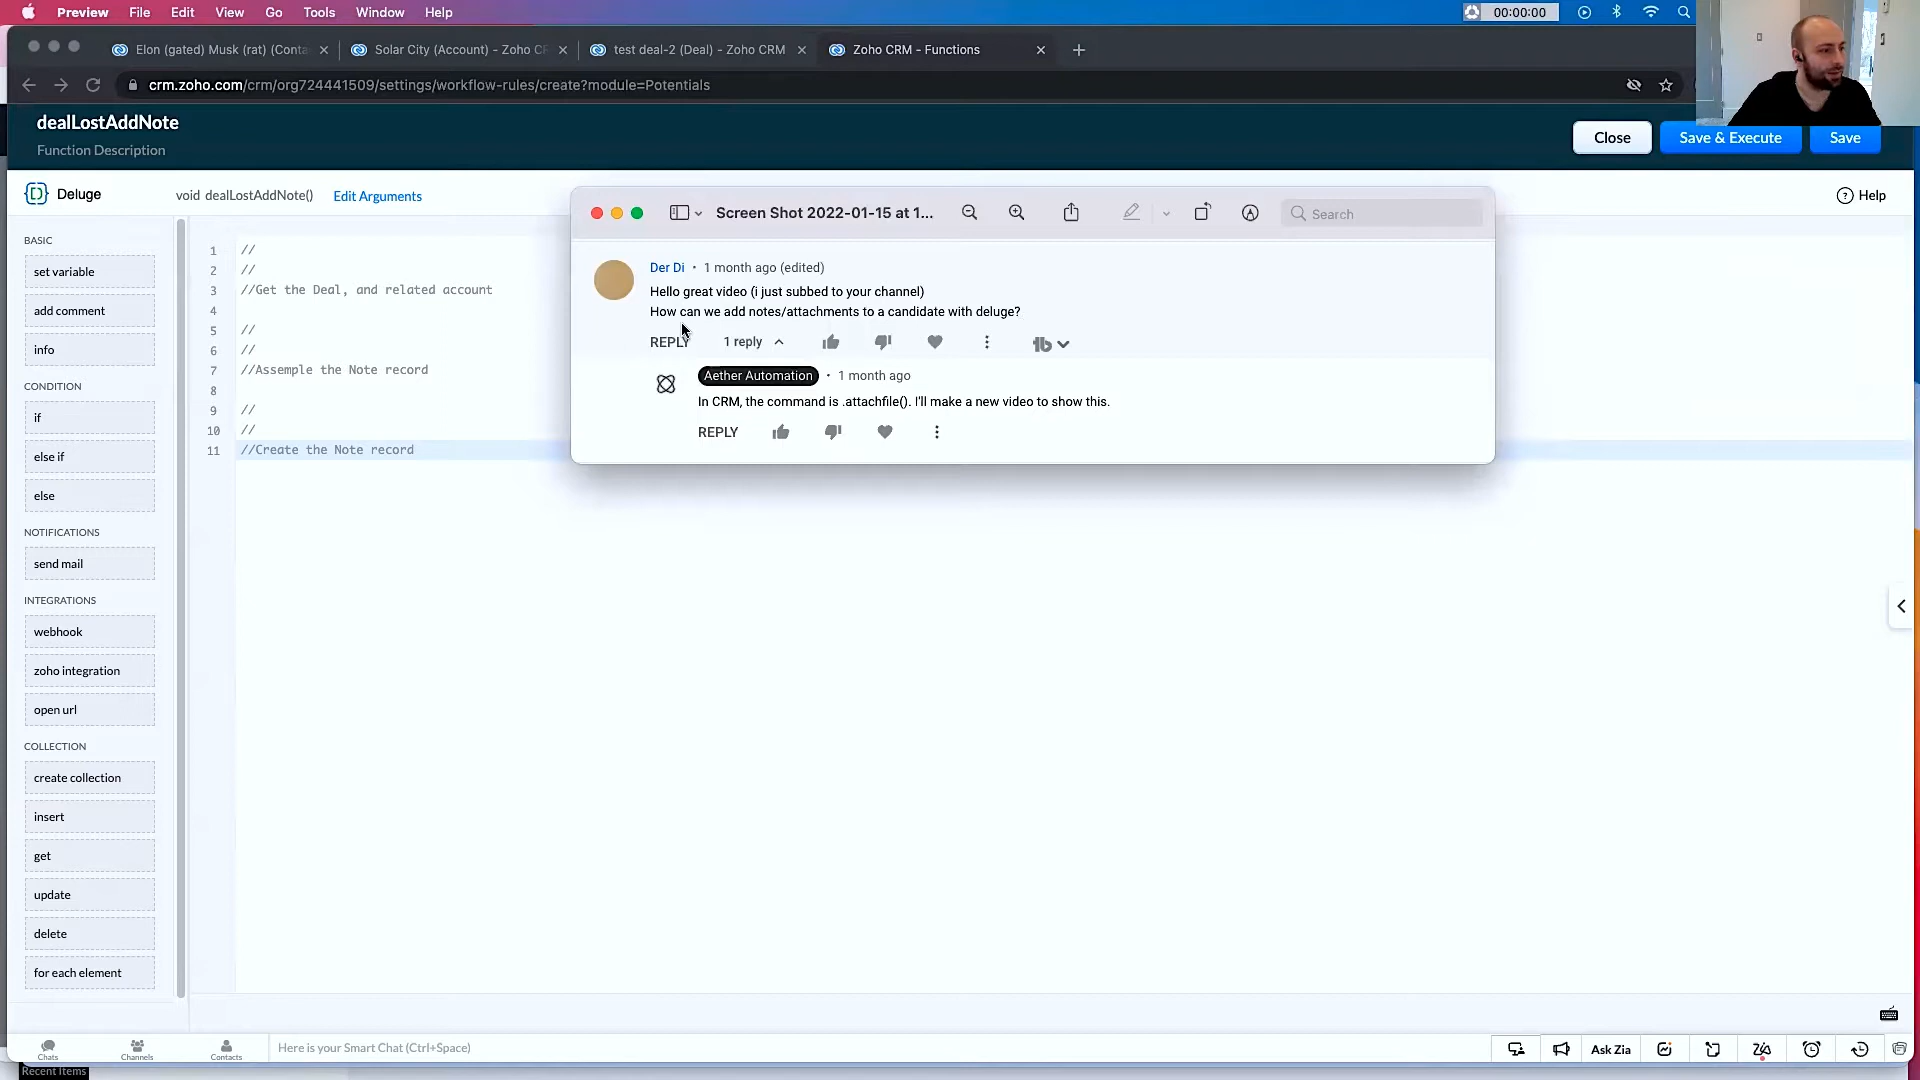 Preview File Edit View Go Tools Window Help 00:00:00
Elon (gated) Musk (rat) (Conta
Solar City (Account) - Zoho C
test deal-2 (Deal) - Zoho CRM
Zoho CRM - Functions
crm.zoho.com/crm/org724441509/settings/workflow-rules/create?module=Potentials
dealLostAddNote
Function Description
Close Save & Execute Save
Deluge void dealLostAddNote() Edit Arguments Help
BASIC
set variable
add comment
info
CONDITION
if
else if
else
NOTIFICATIONS
send mail
INTEGRATIONS
webhook
zoho integration
open url
COLLECTION
create collection
insert
get
update
delete
for each element
1 //
2 //
3 //Get the Deal, and related account
4
5 //
6 //
7 //Assemple the Note record
8
9 //
10 //
11 //Create the Note record
Screen Shot 2022-01-15 at 1... Search
Der Di • 1 month ago (edited)
Hello great video (i just subbed to your channel)
How can we add notes/attachments to a candidate with deluge?
REPLY 1 reply
Aether Automation • 1 month ago
In CRM, the command is .attachfile(). I'll make a new video to show this.
REPLY
Chats Channels Contacts Here is your Smart Chat (Ctrl+Space) Ask Zia
Recent Items